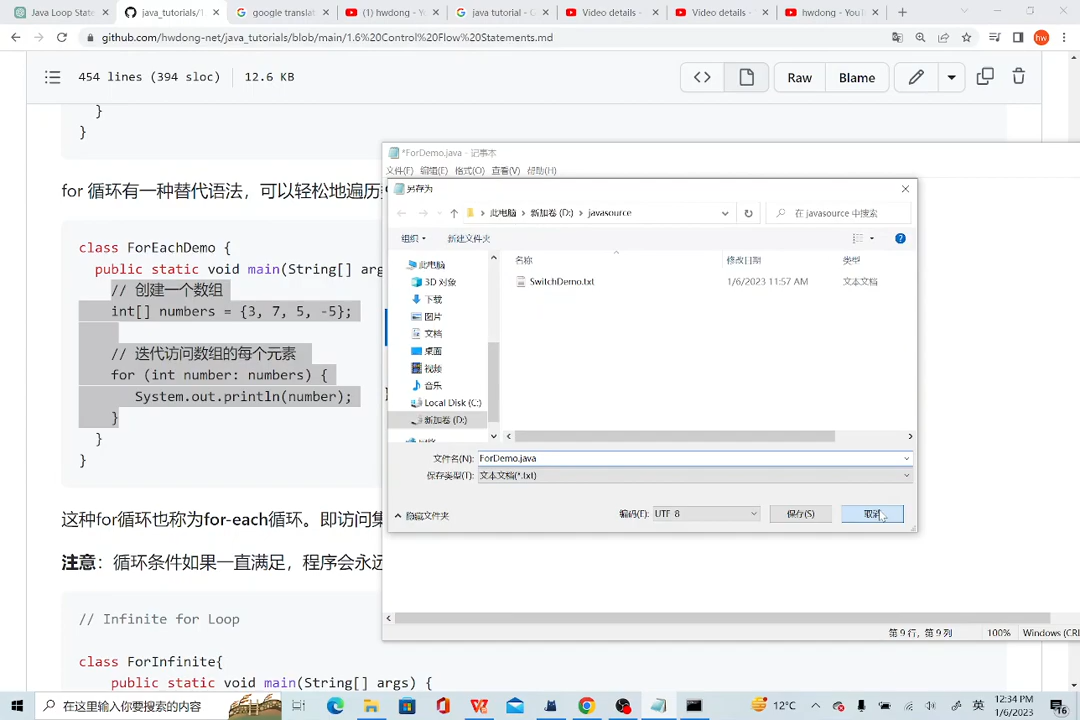 Java Loop State
java_tutorials/1.
google translat
(1) hwdong - Y
java tutorial - G
Video details -
Video details -
hwdong - You
github.com/hwdong-net/java_tutorials/blob/main/1.6%20Control%20Flow%20Statements.md
hw
454 lines (394 sloc) 12.6 KB
Raw Blame
}
}
for 循环有一种替代语法，可以轻松地遍历
class ForEachDemo {
public static void main(String[] arg
// 创建一个数组
int[] numbers = {3, 7, 5, -5};
// 迭代访问数组的每个元素
for (int number: numbers) {
System.out.println(number);
}
}
}
这种for循环也称为for-each循环。即访问集
注意：循环条件如果一直满足，程序会永远
// Infinite for Loop
class ForInfinite{
public static void main(String[] args) {
*ForDemo.java - 记事本
文件(F) 编辑(E) 格式(O) 查看(V) 帮助(H)
另存为
此电脑 > 新加卷 (D:) > javasource
在 javasource 中搜索
组织 新建文件夹
名称 修改日期 类型
SwitchDemo.txt 1/6/2023 11:57 AM 文本文档
此电脑
3D 对象
下载
图片
文档
桌面
视频
音乐
Local Disk (C:)
新加卷 (D:)
网络
文件名(N): ForDemo.java
保存类型(T): 文本文档(*.txt)
隐藏文件夹
编码(E): UTF-8
保存(S)
取消
第 9 行，第 9 列 100% Windows (CRL
在这里输入你要搜索的内容
12°C
英
12:34 PM
1/6/2023
16